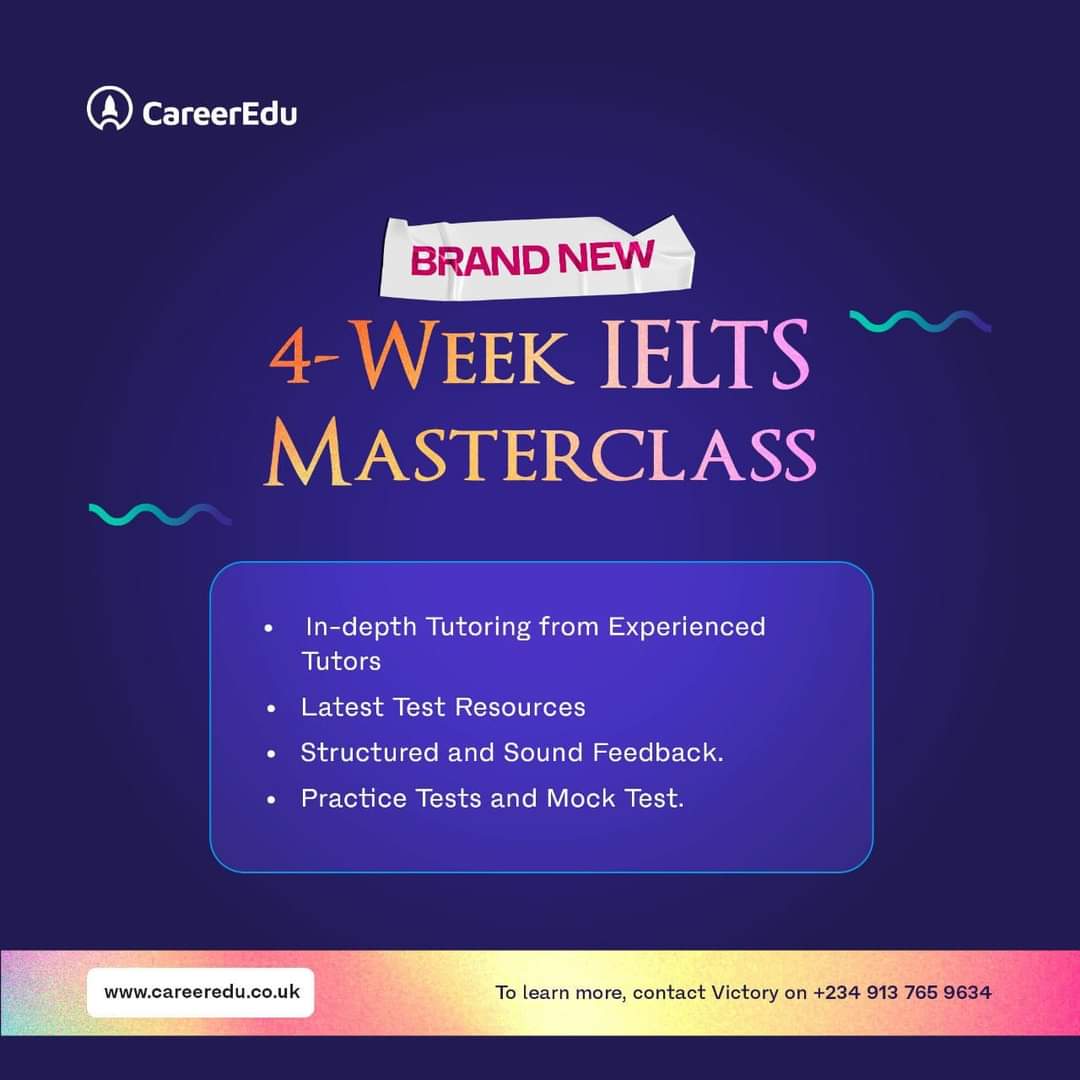 CareerEdu
BRAND NEW
4-WEEK IELTS
MASTERCLASS
• In-depth Tutoring from Experienced
Tutors
• Latest Test Resources
• Structured and Sound Feedback.
• Practice Tests and Mock Test.
www.careeredu.co.uk
To learn more, contact Victory on +234 913 765 9634